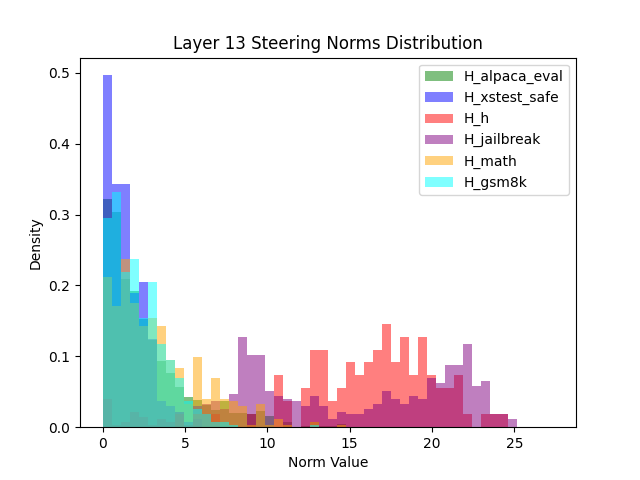 Layer 13 Steering Norms Distribution
H_alpaca_eval
H_xstest_safe
H_h
H_jailbreak
H_math
H_gsm8k
0.5
0.4
0.3
0.2
0.1
0.0
Density
0
5
10
15
20
25
Norm Value